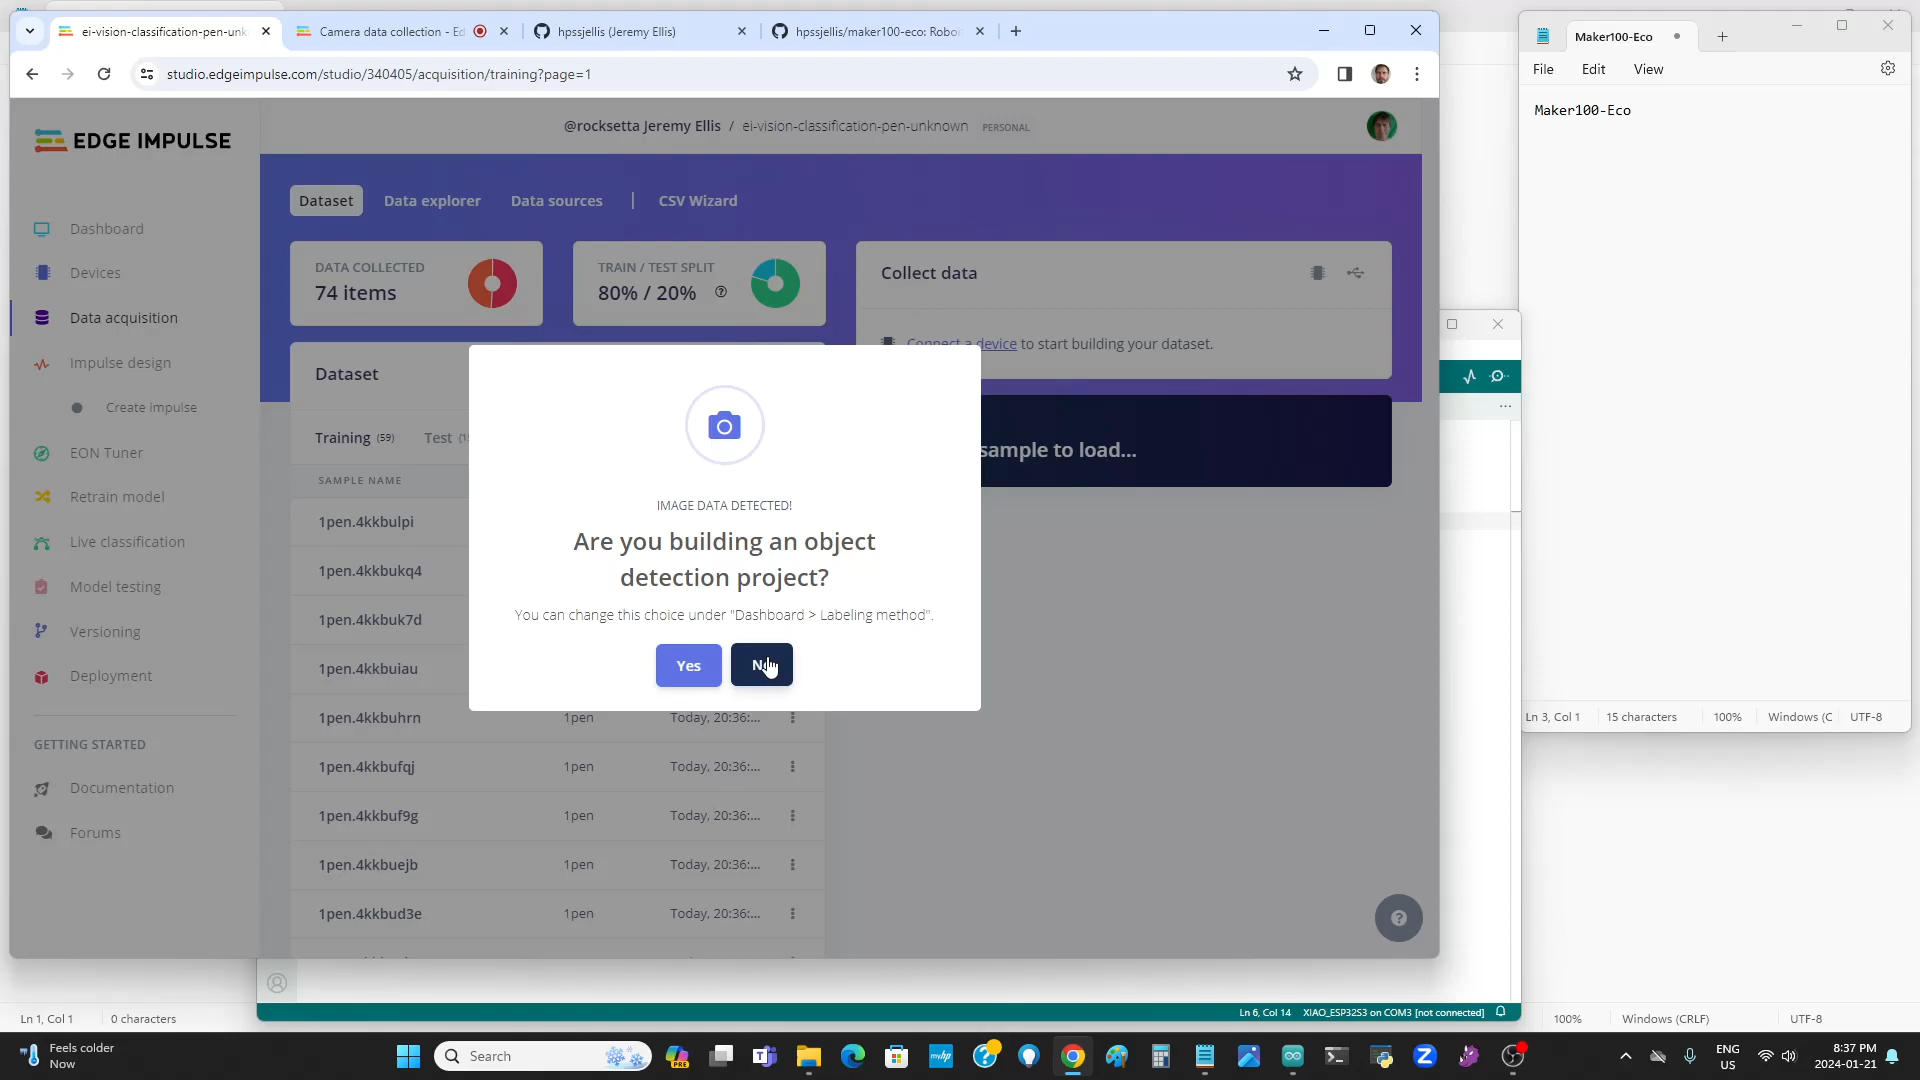 ei-vision-classification-pen-unk
Camera data collection - Ed
hpssjellis (Jeremy Ellis)
hpssjellis/maker100-eco: Robo
studio.edgeimpulse.com/studio/340405/acquisition/training?page=1
Maker100-Eco
File
Edit
View
Maker100-Eco
EDGE IMPULSE
@rocksetta Jeremy Ellis / ei-vision-classification-pen-unknown PERSONAL
Dashboard
Devices
Data acquisition
Impulse design
Create impulse
EON Tuner
Retrain model
Live classification
Model testing
Versioning
Deployment
GETTING STARTED
Documentation
Forums
Dataset
Data explorer
Data sources
|
CSV Wizard
DATA COLLECTED
74 items
TRAIN / TEST SPLIT
80% / 20%
Collect data
Connect a device to start building your dataset.
sample to load...
Dataset
Training (59)
Test
SAMPLE NAME
1pen.4kkbulpi
1pen.4kkbukq4
1pen.4kkbuk7d
1pen.4kkbuiau
1pen.4kkbuhrn 1pen Today, 20:36:...
1pen.4kkbufqj 1pen Today, 20:36:...
1pen.4kkbuf9g 1pen Today, 20:36:...
1pen.4kkbuejb 1pen Today, 20:36:...
1pen.4kkbud3e 1pen Today, 20:36:...
IMAGE DATA DETECTED!
Are you building an object
detection project?
You can change this choice under "Dashboard > Labeling method".
Yes
Ln 3, Col 1
15 characters
100%
Windows (C
UTF-8
Ln 6, Col 14
XIAO_ESP32S3 on COM3 [not connected]
Ln 1, Col 1
0 characters
100%
Windows (CRLF)
UTF-8
Feels colder
Now
Search
PRE
myhp
ENG
US
8:37 PM
2024-01-21